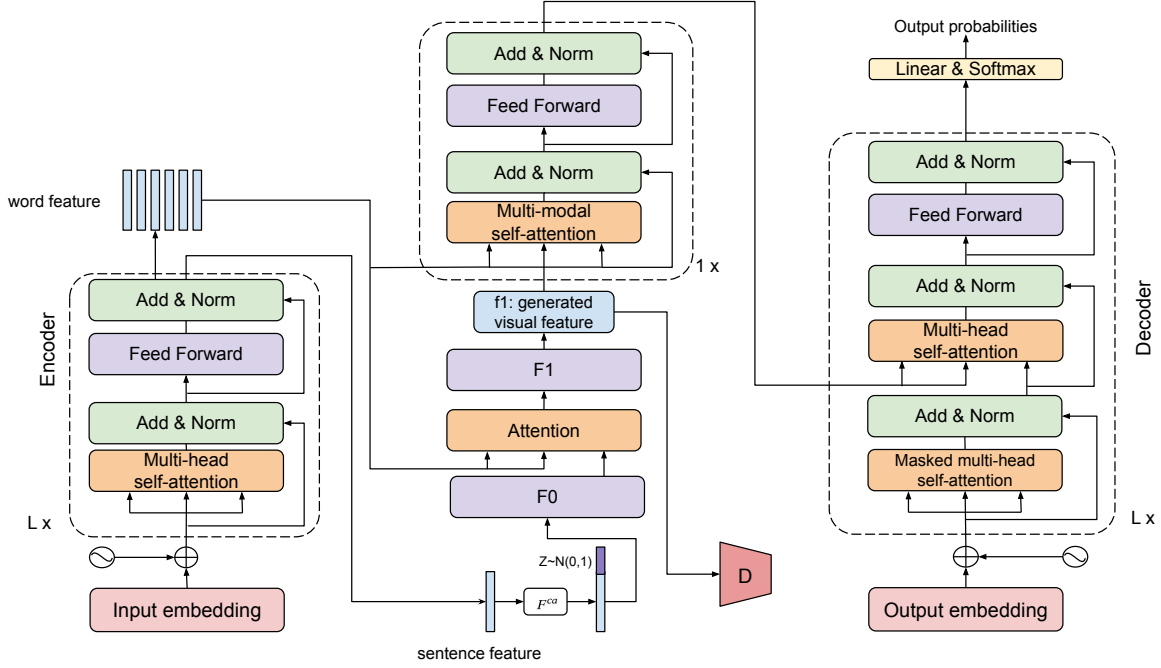 word feature
Add & Norm
Feed Forward
Add & Norm
Multi-head
self-attention
Encoder
L x
Input embedding
Add & Norm
Feed Forward
Add & Norm
Multi-modal
self-attention
1 x
f1: generated
visual feature
F1
Attention
F0
Z~N(0,1)
F^{ca}
sentence feature
D
Output probabilities
Linear & Softmax
Add & Norm
Feed Forward
Add & Norm
Multi-head
self-attention
Add & Norm
Masked multi-head
self-attention
Decoder
L x
Output embedding